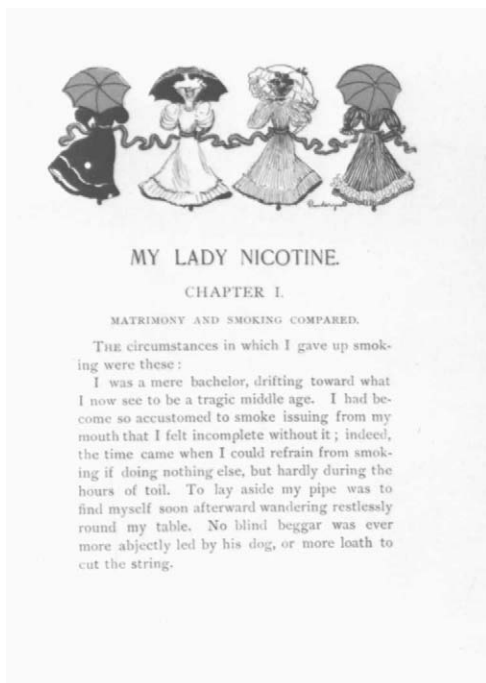 MY LADY NICOTINE.
CHAPTER I.
MATRIMONY AND SMOKING COMPARED.
THE circumstances in which I gave up smok-
ing were these :
I was a mere bachelor, drifting toward what
I now see to be a tragic middle age. I had be-
come so accustomed to smoke issuing from my
mouth that I felt incomplete without it ; indeed,
the time came when I could refrain from smok-
ing if doing nothing else, but hardly during the
hours of toil. To lay aside my pipe was to
find myself soon afterward wandering restlessly
round my table. No blind beggar was ever
more abjectly led by his dog, or more loath to
cut the string.